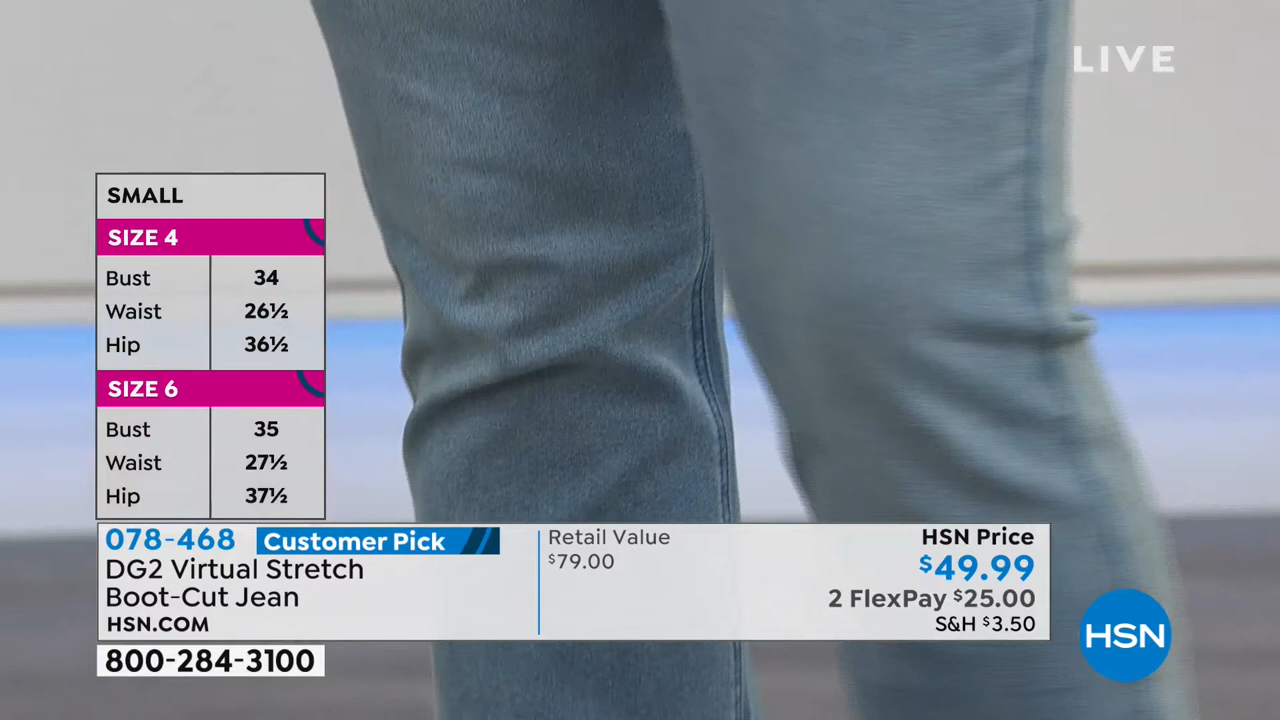 LIVE
SMALL
SIZE 4
Bust 34
Waist 26½
Hip 36½
SIZE 6
Bust 35
Waist 27½
Hip 37½
078-468 Customer Pick
DG2 Virtual Stretch
Boot-Cut Jean
HSN.COM
Retail Value
$79.00
HSN Price
$49.99
2 FlexPay $25.00
S&H $3.50
800-284-3100
HSN